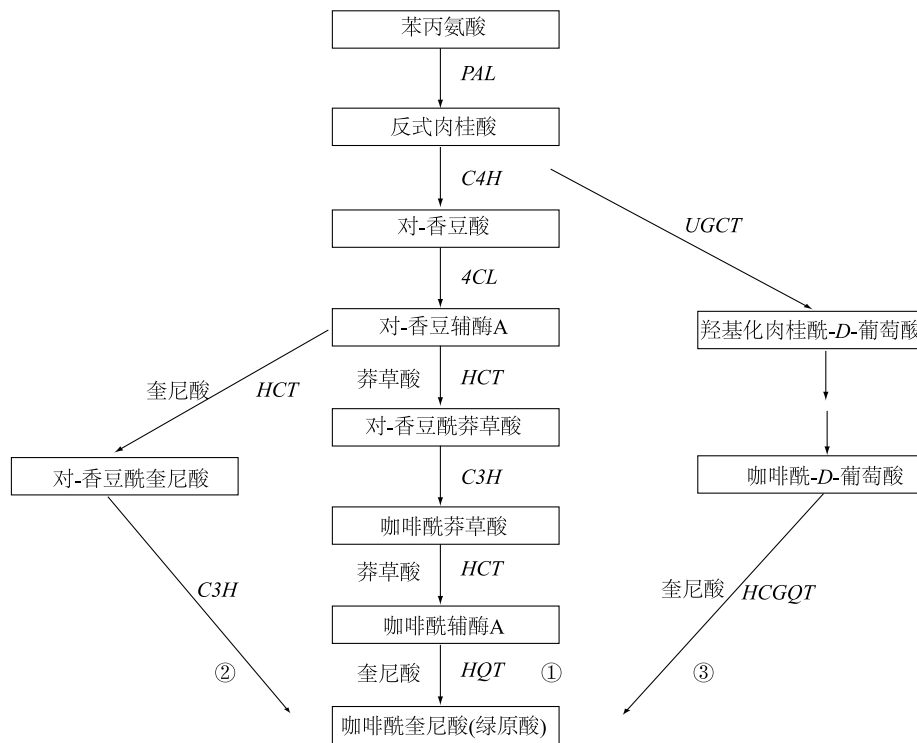 苯丙氨酸
PAL
反式肉桂酸
C4H
UGCT
对-香豆酸
4CL
对-香豆辅酶A
羟基化肉桂酰-D-葡萄酸
奎尼酸
HCT
莽草酸
HCT
对-香豆酰莽草酸
对-香豆酰奎尼酸
C3H
咖啡酰-D-葡萄酸
咖啡酰莽草酸
C3H
莽草酸
HCT
奎尼酸
HCGQT
咖啡酰辅酶A
②
奎尼酸
HQT
①
③
咖啡酰奎尼酸(绿原酸)